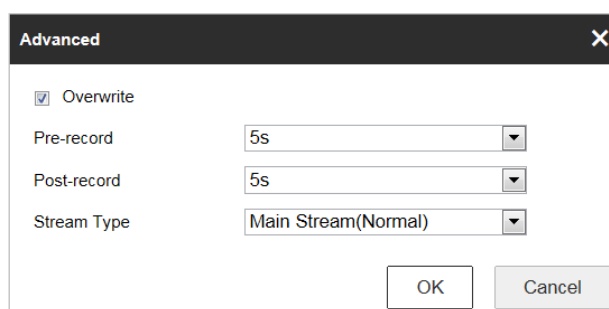 Advanced
Overwrite
Pre-record 5s
Post-record 5s
Stream Type Main Stream(Normal)
OK Cancel